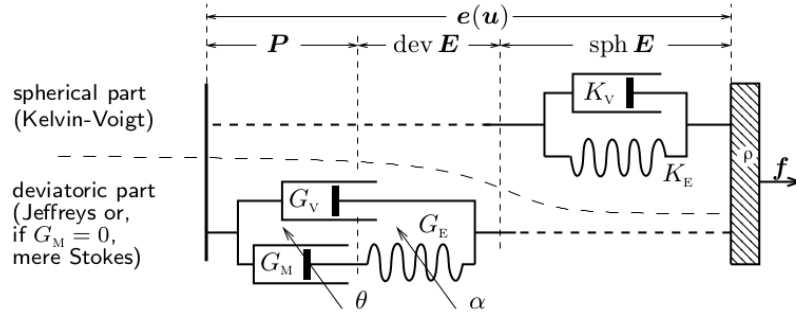 e(u)
P dev E sph E
spherical part
(Kelvin-Voigt)
K_V
K_E
ρ
f
deviatoric part
(Jeffreys or,
if G_M = 0,
mere Stokes)
G_V
G_E
G_M
θ α